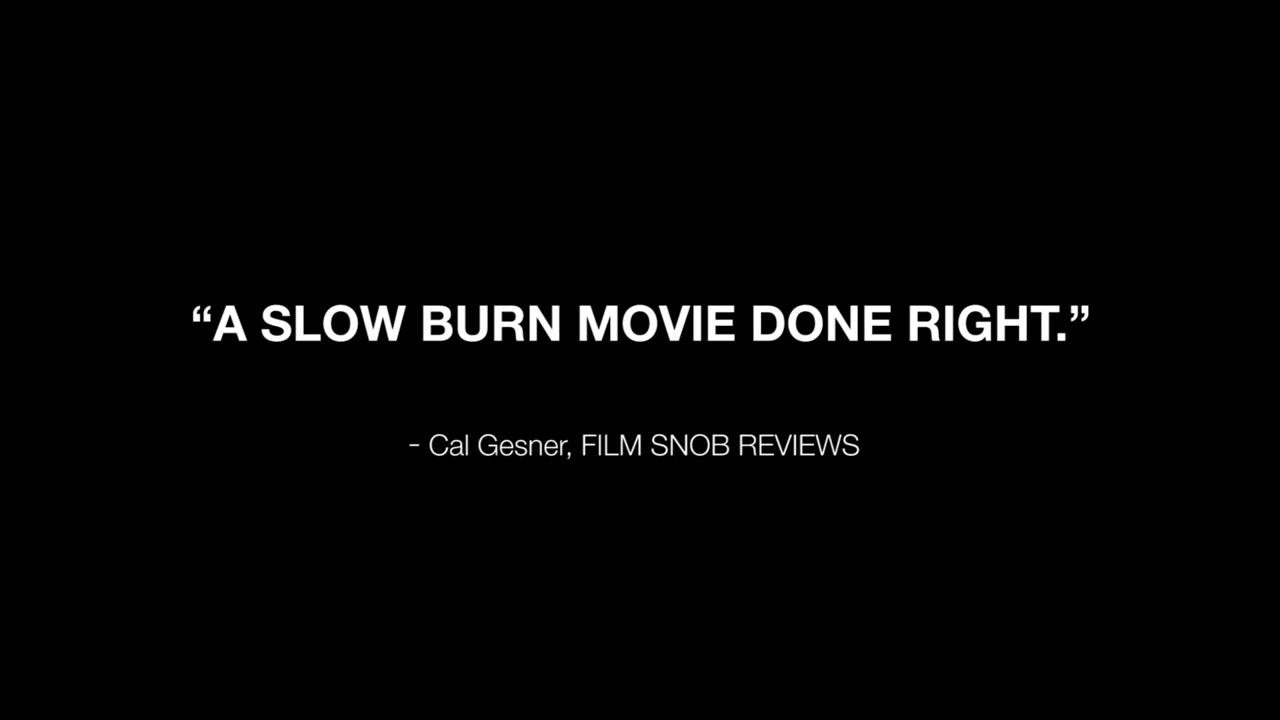 “A SLOW BURN MOVIE DONE RIGHT.”
- Cal Gesner, FILM SNOB REVIEWS